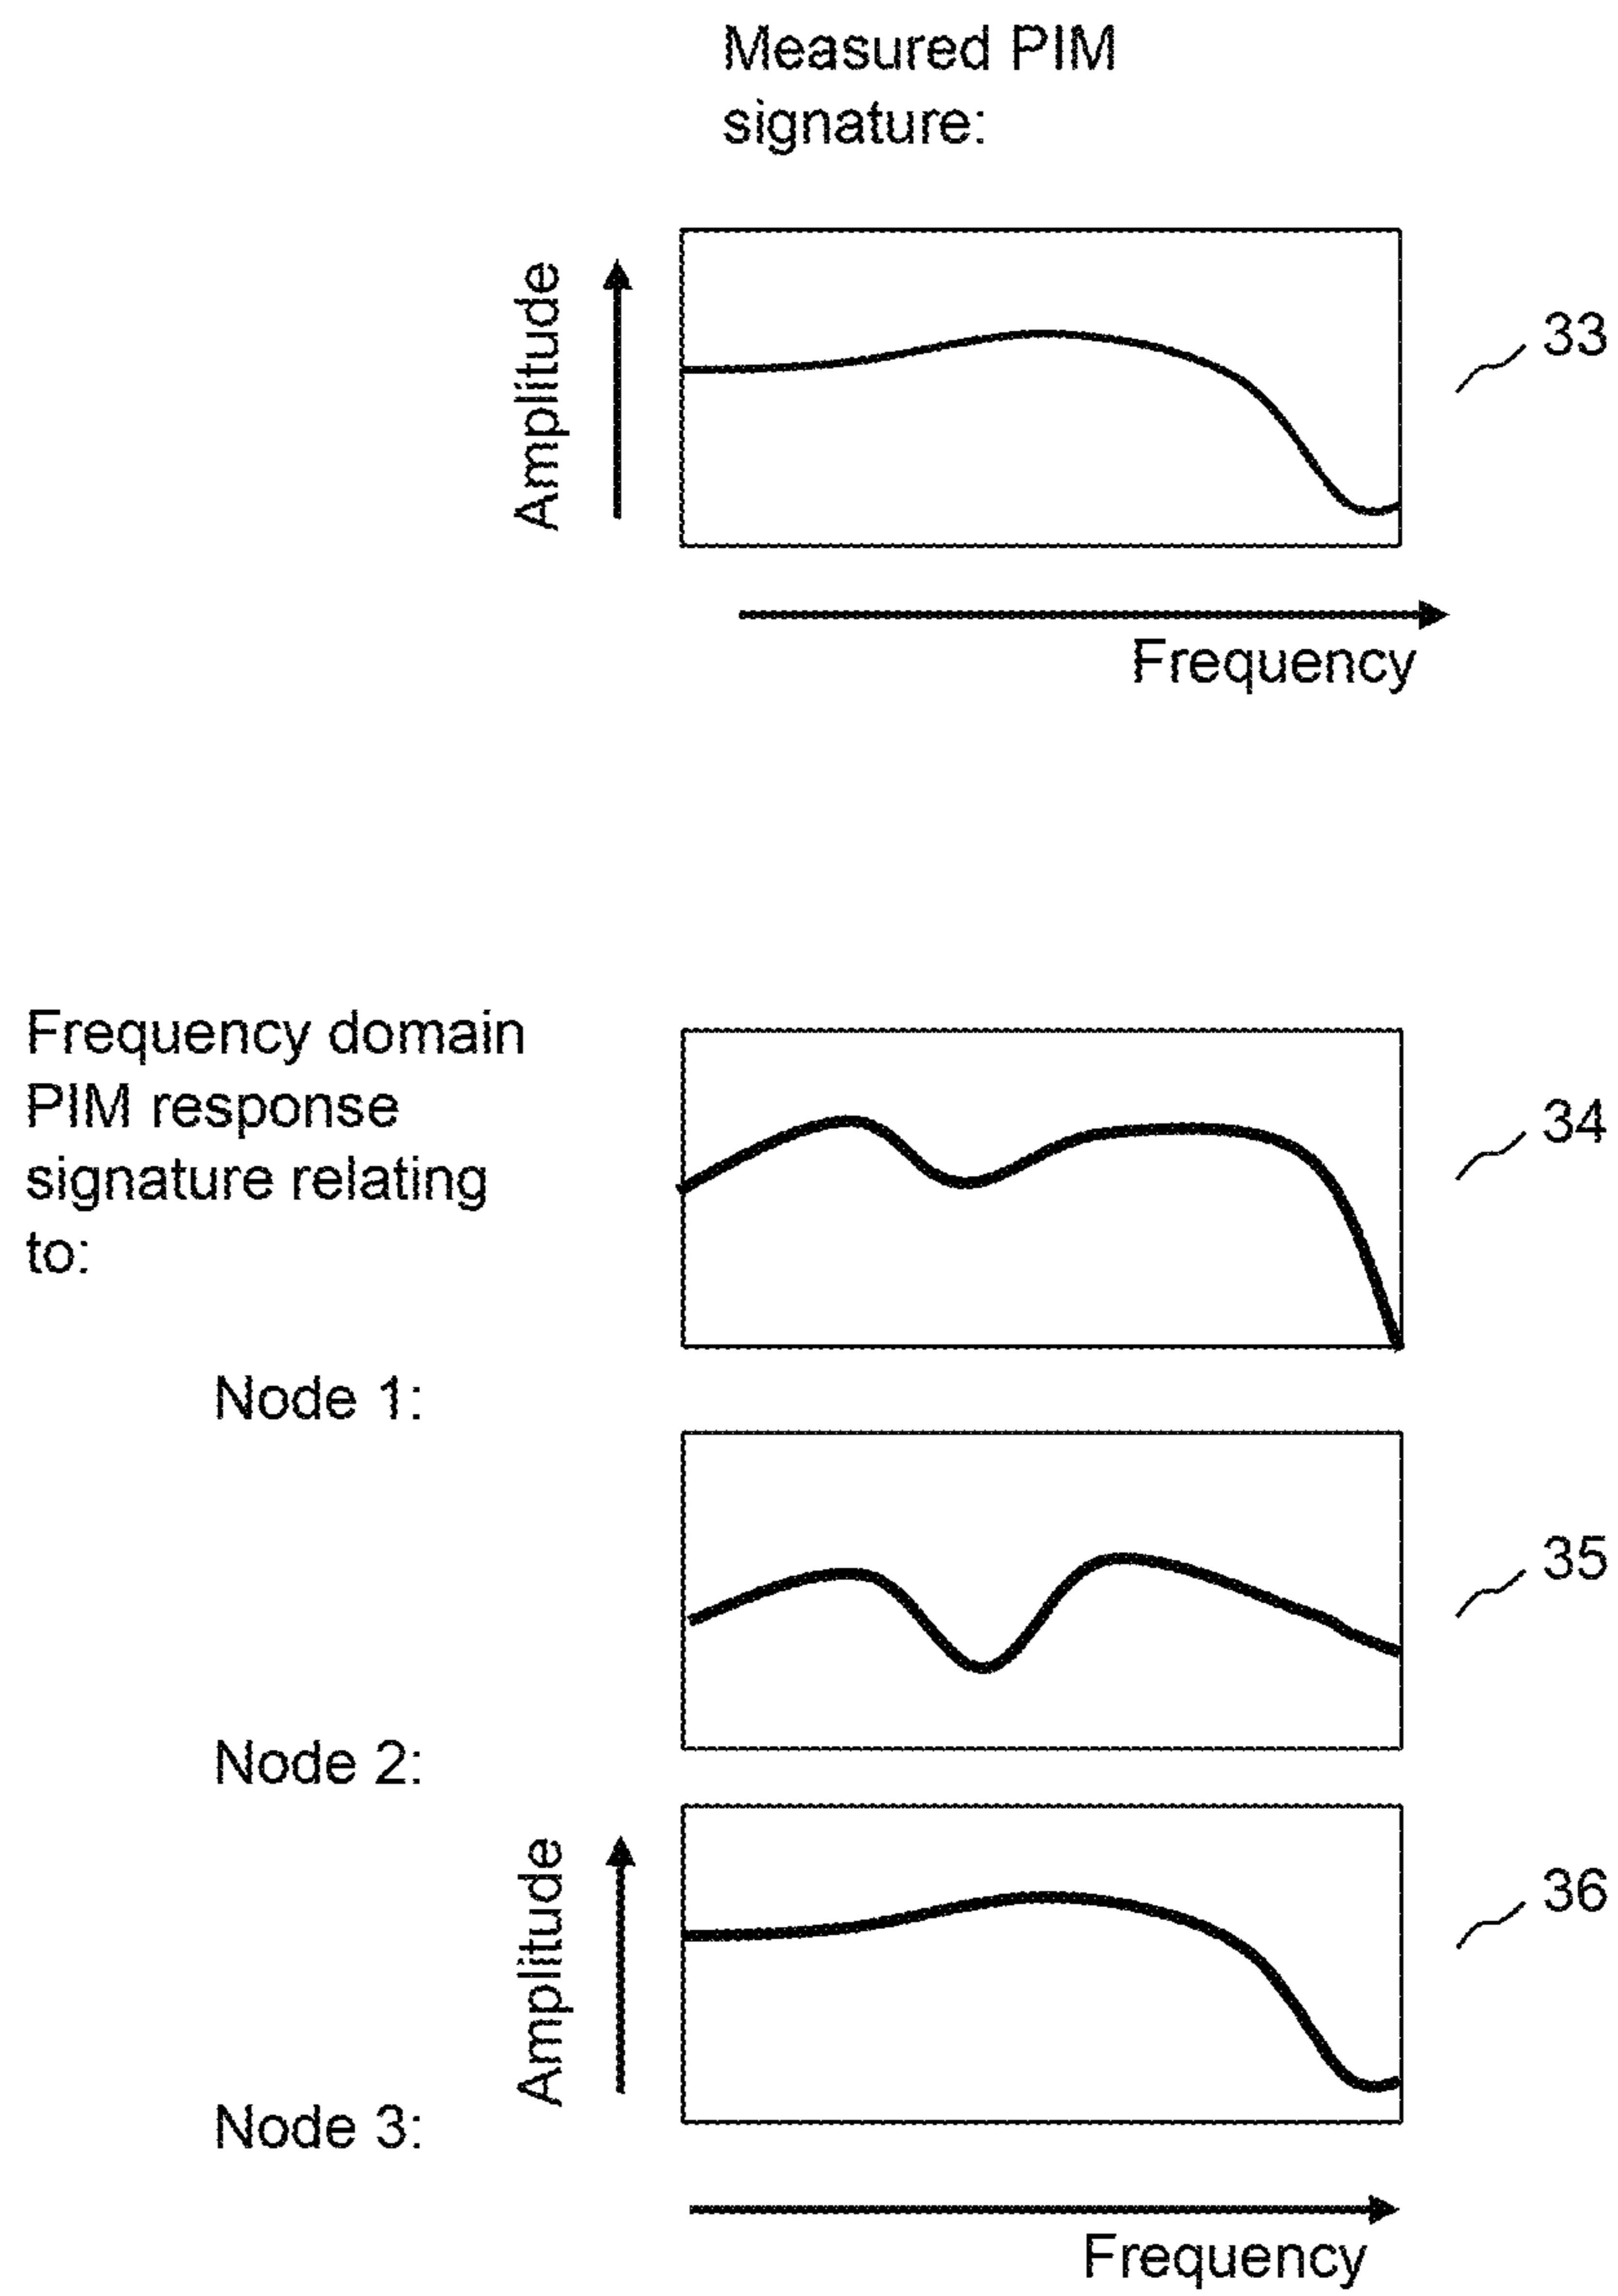 Measured PIM
signature:
Amplitude
33
Frequency
Frequency domain
PIM response
signature relating
to:
34
Node 1:
35
Node 2:
Amplitude
36
Node 3:
Frequency